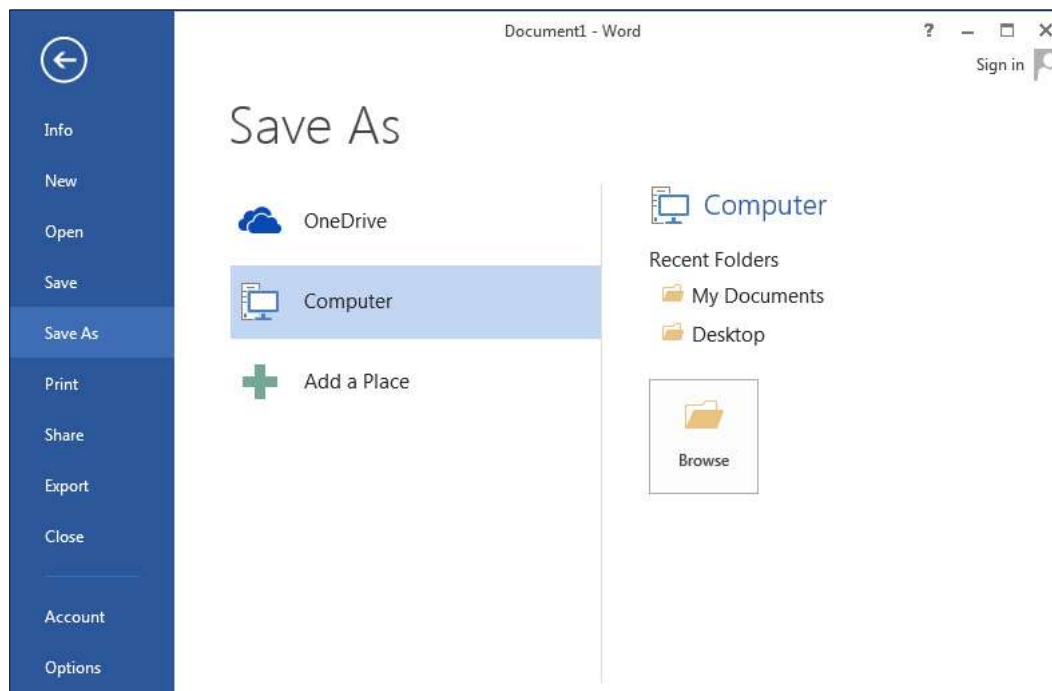 Document1 - Word
?
Sign in
Info
New
Open
Save
Save As
Print
Share
Export
Close
Account
Options
Save As
OneDrive
Computer
Add a Place
Computer
Recent Folders
My Documents
Desktop
Browse